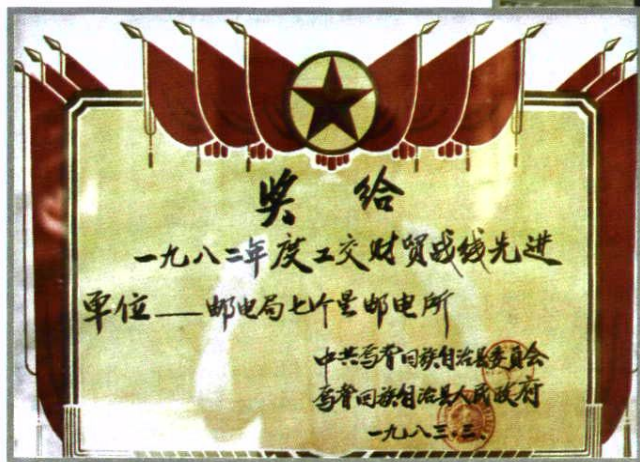 奖给
一九八二年度工交财贸战线先进
单位——邮电局七个星邮电所
中共焉耆回族自治县委员会
焉耆回族自治县人民政府
一九八三.三.